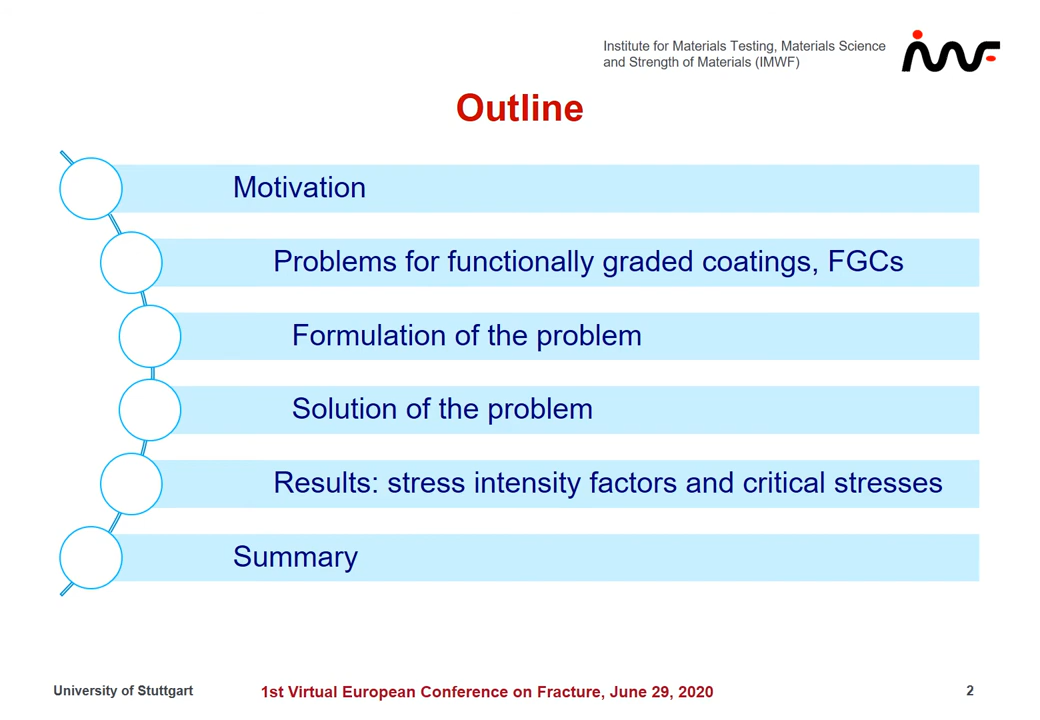 Institute for Materials Testing, Materials Science
and Strength of Materials (IMWF)
Outline
Motivation
Problems for functionally graded coatings, FGCs
Formulation of the problem
Solution of the problem
Results: stress intensity factors and critical stresses
Summary
University of Stuttgart
1st Virtual European Conference on Fracture, June 29, 2020
2